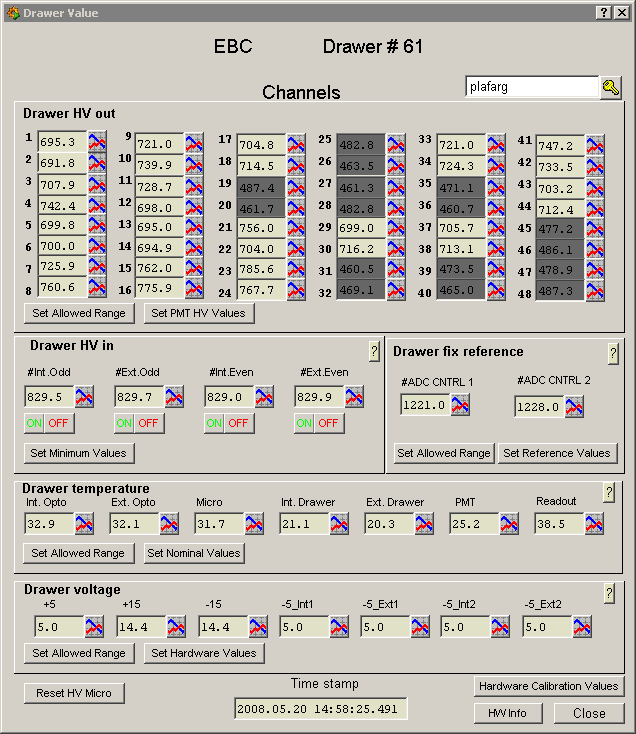 Drawer Value
EBC Drawer # 61
Channels plafarg
Drawer HV out
1 695.3 9 721.0 17 704.8 25 482.8 33 721.0 41 747.2
2 691.8 10 739.9 18 714.5 26 463.5 34 724.3 42 733.5
3 707.9 11 728.7 19 487.4 27 461.3 35 471.1 43 703.2
4 742.4 12 698.0 20 461.7 28 482.8 36 460.7 44 712.4
5 699.8 13 695.0 21 756.0 29 699.0 37 705.7 45 477.2
6 700.0 14 694.9 22 704.0 30 716.2 38 713.1 46 486.1
7 725.9 15 762.0 23 785.6 31 460.5 39 473.5 47 478.9
8 760.6 16 775.9 24 767.7 32 469.1 40 465.0 48 487.3
Set Allowed Range Set PMT HV Values
Drawer HV in ?
#Int.Odd #Ext.Odd #Int.Even #Ext.Even
829.5 829.7 829.0 829.9
ON OFF ON OFF ON OFF ON OFF
Set Minimum Values
Drawer fix reference ?
#ADC CNTRL 1 #ADC CNTRL 2
1221.0 1228.0
Set Allowed Range Set Reference Values
Drawer temperature ?
Int. Opto Ext. Opto Micro Int. Drawer Ext. Drawer PMT Readout
32.9 32.1 31.7 21.1 20.3 25.2 38.5
Set Allowed Range Set Nominal Values
Drawer voltage ?
+5 +15 -15 -5_Int1 -5_Ext1 -5_Int2 -5_Ext2
5.0 14.4 14.4 5.0 5.0 5.0 5.0
Set Allowed Range Set Hardware Values
Reset HV Micro Time stamp Hardware Calibration Values
2008.05.20 14:58:25.491 HW Info Close